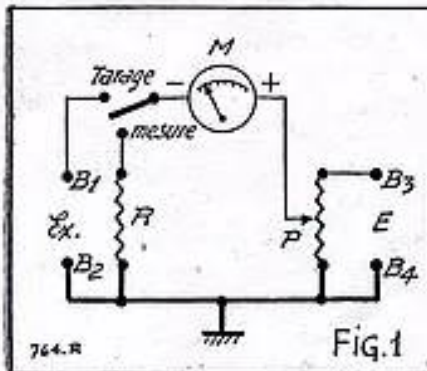 M
Tarage
- +
mesure
B1
B3
Ex.
R
P
E
B2
B4
764.R
Fig.1